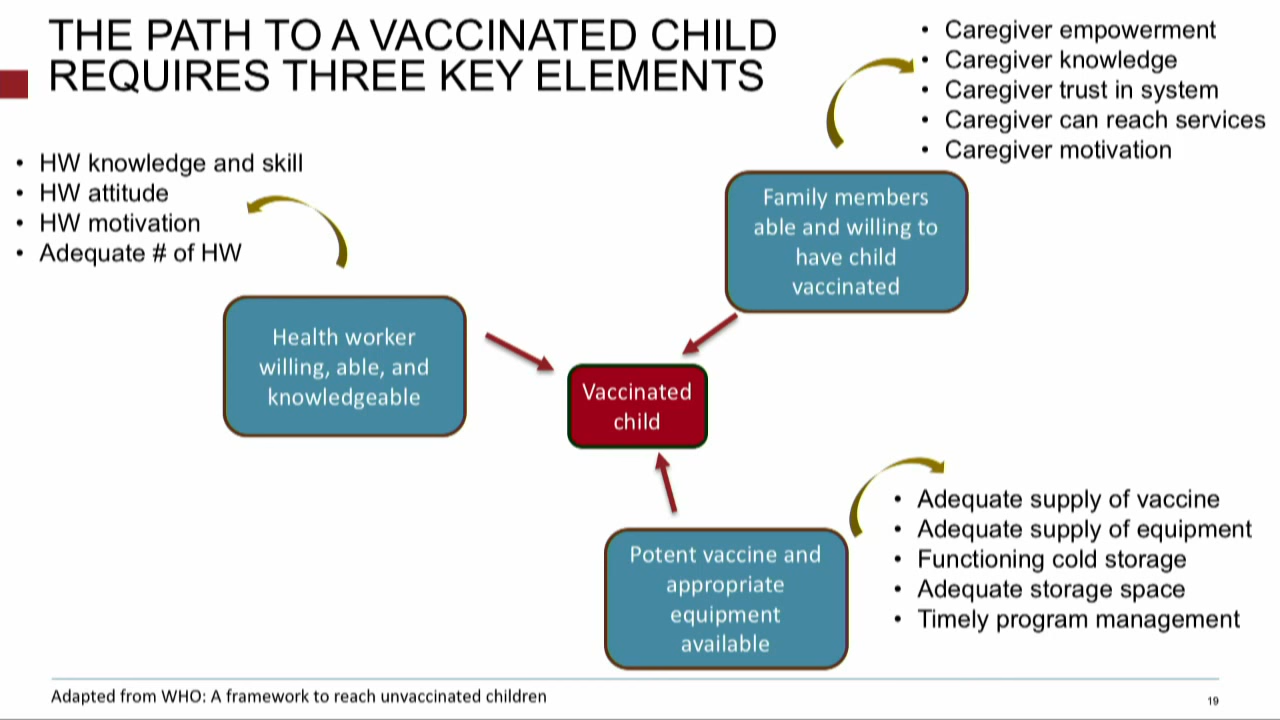 THE PATH TO A VACCINATED CHILD
REQUIRES THREE KEY ELEMENTS
• Caregiver empowerment
• Caregiver knowledge
• Caregiver trust in system
• Caregiver can reach services
• Caregiver motivation
• HW knowledge and skill
• HW attitude
• HW motivation
• Adequate # of HW
Family members
able and willing to
have child
vaccinated
Health worker
willing, able, and
knowledgeable
Vaccinated
child
Potent vaccine and
appropriate
equipment
available
• Adequate supply of vaccine
• Adequate supply of equipment
• Functioning cold storage
• Adequate storage space
• Timely program management
Adapted from WHO: A framework to reach unvaccinated children
19